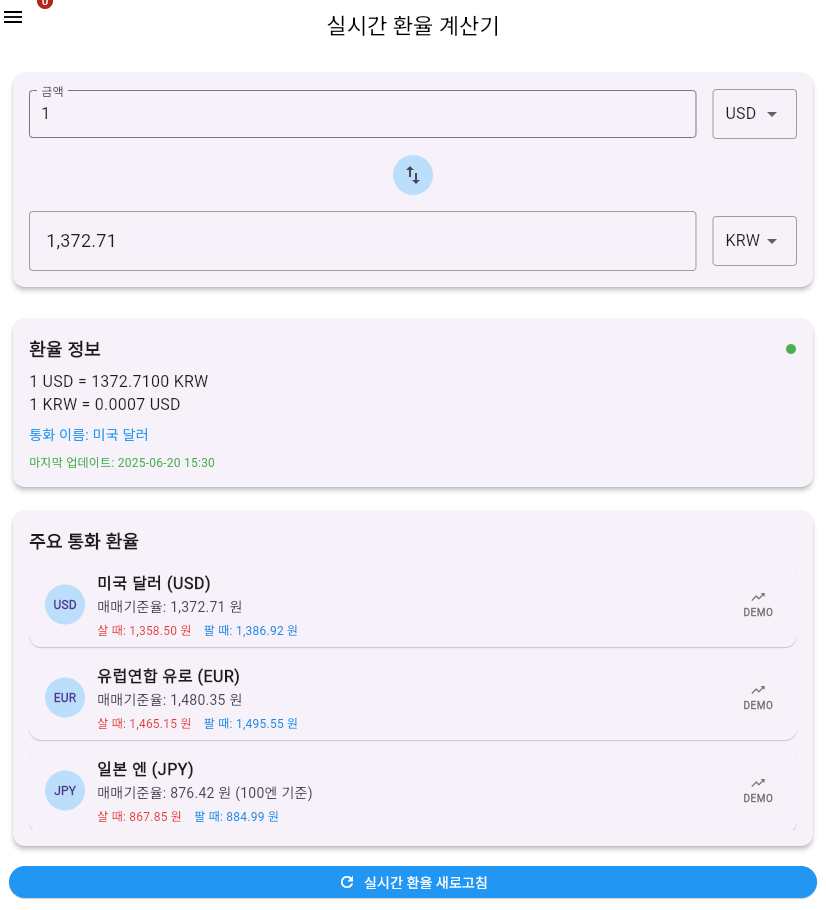 0
실시간 환율 계산기
금액
1
USD
1,372.71
KRW
환율 정보
1 USD = 1372.7100 KRW
1 KRW = 0.0007 USD
통화 이름: 미국 달러
마지막 업데이트: 2025-06-20 15:30
주요 통화 환율
USD
미국 달러 (USD)
매매기준율: 1,372.71 원
살 때: 1,358.50 원 팔 때: 1,386.92 원
DEMO
EUR
유럽연합 유로 (EUR)
매매기준율: 1,480.35 원
살 때: 1,465.15 원 팔 때: 1,495.55 원
DEMO
JPY
일본 엔 (JPY)
매매기준율: 876.42 원 (100엔 기준)
살 때: 867.85 원 팔 때: 884.99 원
DEMO
실시간 환율 새로고침